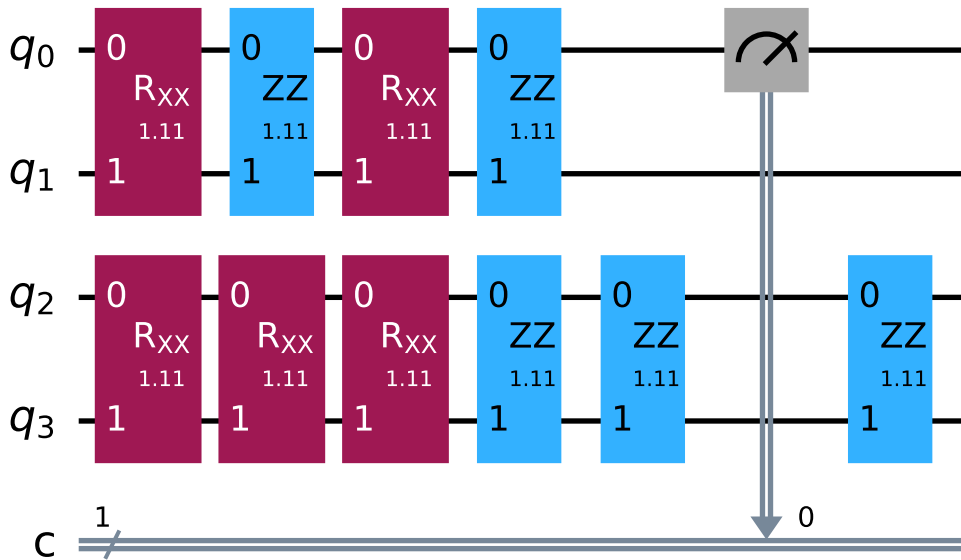 q0 0 0 0 0
RXX ZZ RXX ZZ
1.11 1.11 1.11 1.11
q1 1 1 1 1
q2 0 0 0 0 0 0
RXX RXX RXX ZZ ZZ ZZ
1.11 1.11 1.11 1.11 1.11 1.11
q3 1 1 1 1 1 1
1 0
c